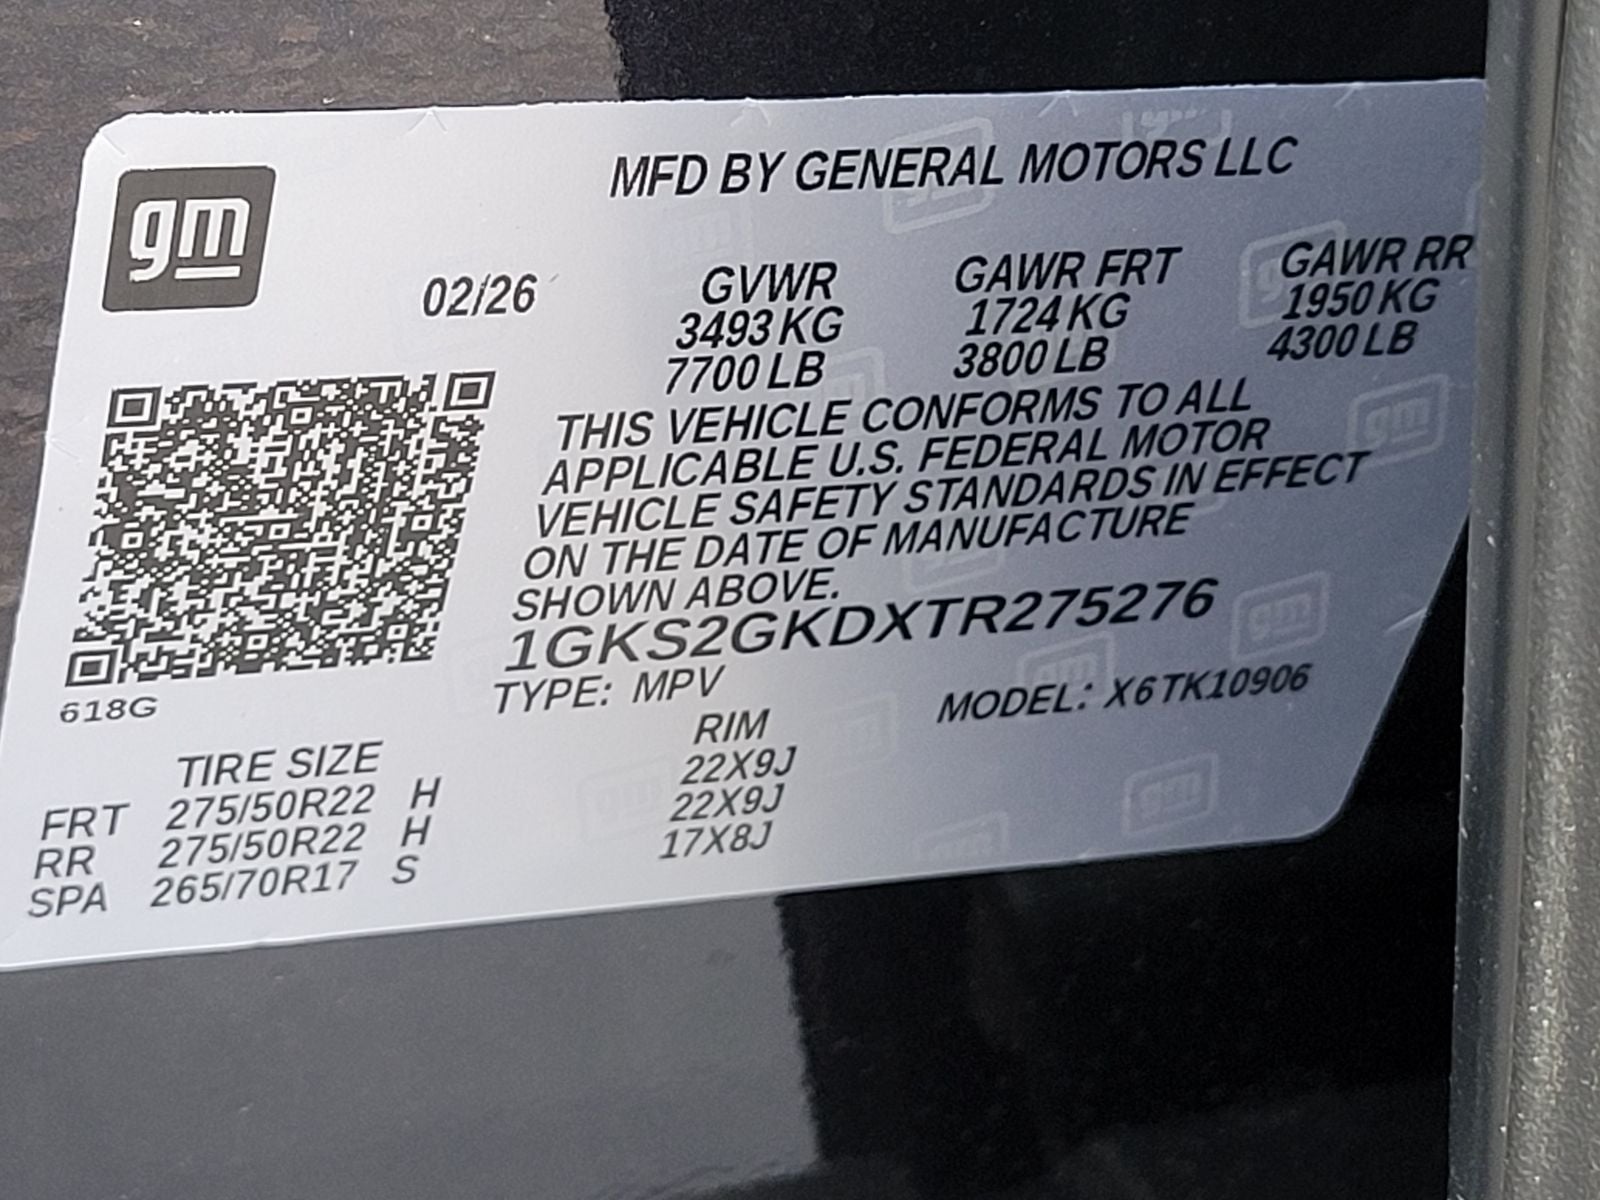 gm
MFD BY GENERAL MOTORS LLC
02/26 GVWR GAWR FRT GAWR RR
3493 KG 1724 KG 1950 KG
7700 LB 3800 LB 4300 LB
THIS VEHICLE CONFORMS TO ALL
APPLICABLE U.S. FEDERAL MOTOR
VEHICLE SAFETY STANDARDS IN EFFECT
ON THE DATE OF MANUFACTURE
SHOWN ABOVE.
1GKS2GKDXTR275276
TYPE: MPV MODEL: X6TK10906
618G
TIRE SIZE RIM
FRT 275/50R22 H 22X9J
RR 275/50R22 H 22X9J
SPA 265/70R17 S 17X8J